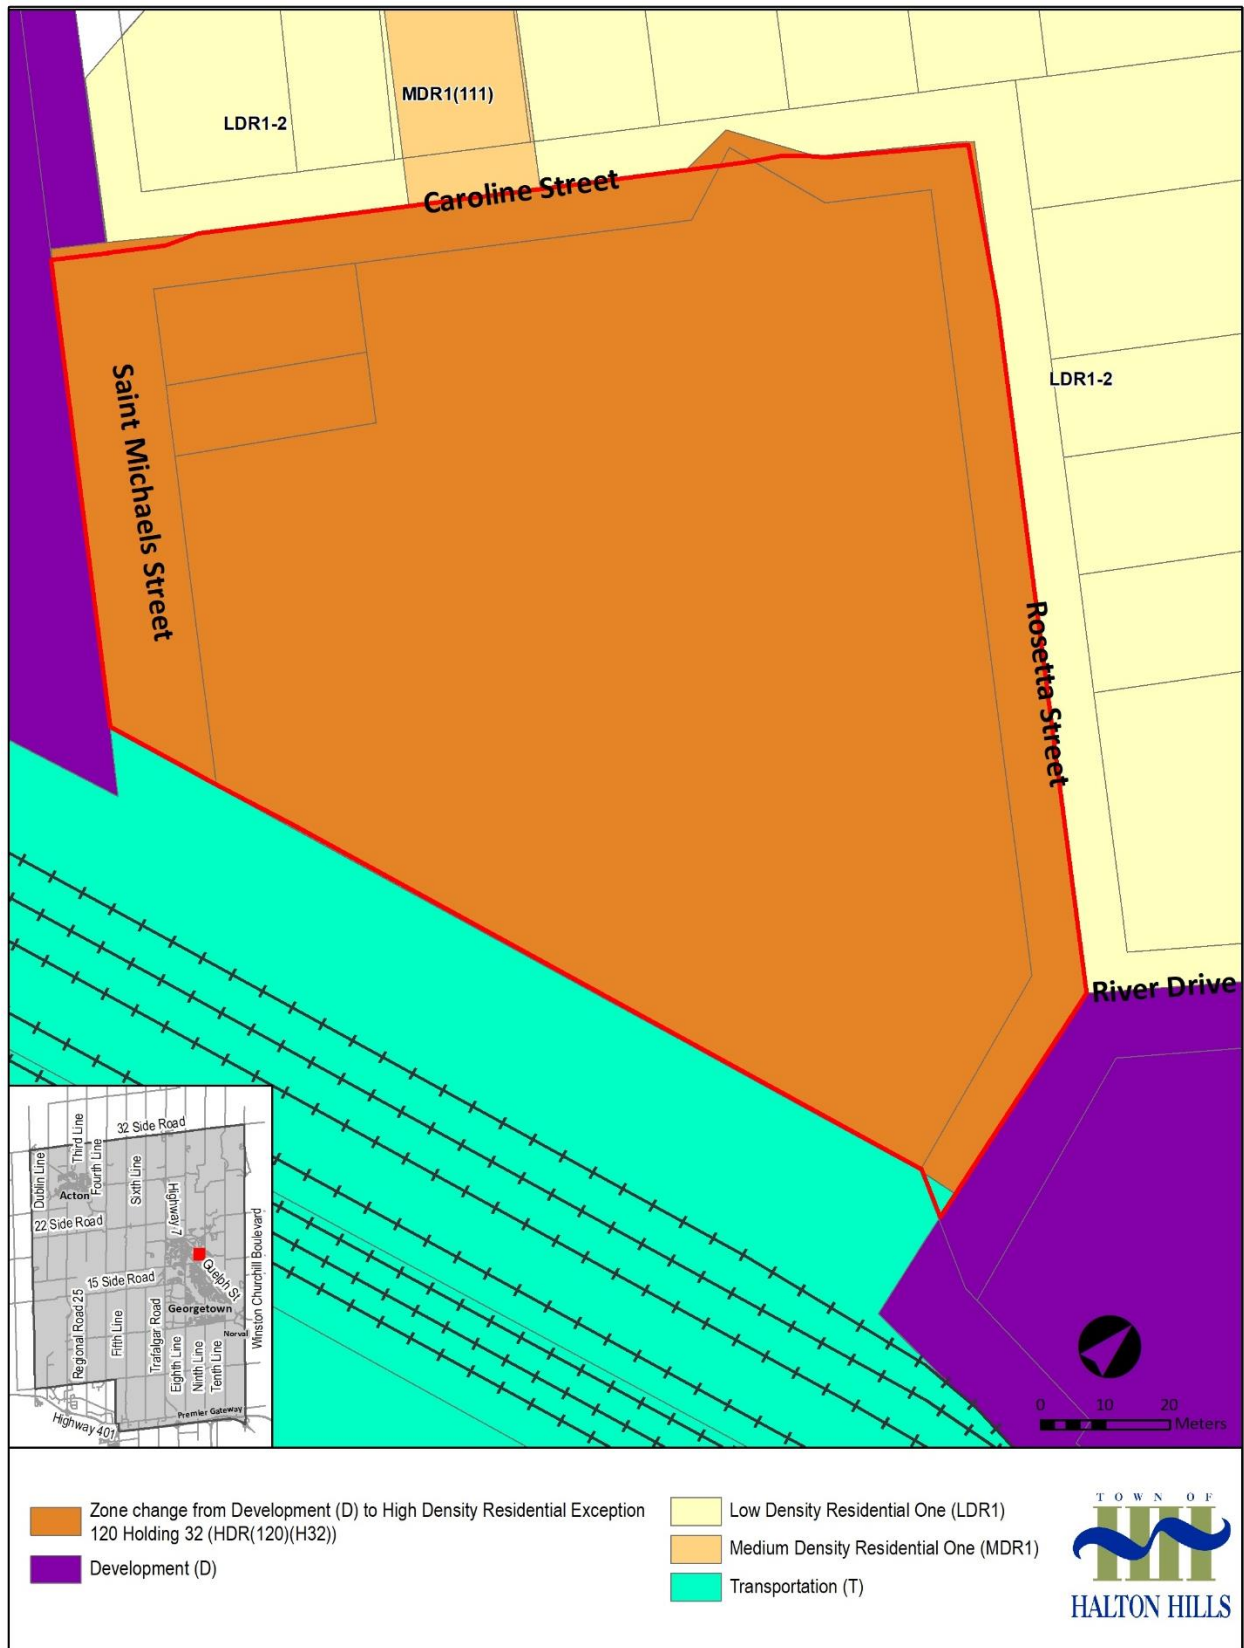 MDR1(111)
LDR1-2
Caroline Street
Saint Michaels Street
LDR1-2
Rosetta Street
River Drive
32 Side Road
Third Line
Dublin Line
Fourth Line
Acton
Sixth Line
Highway 7
22 Side Road
Winston Churchill Boulevard
15 Side Road
Guelph St
Georgetown
Regional Road 25
Fifth Line
Trafalgar Road
Eighth Line
Ninth Line
Tenth Line
Norval
Premier Gateway
Highway 401
0 10 20
Meters
Zone change from Development (D) to High Density Residential Exception
120 Holding 32 (HDR(120)(H32))
Development (D)
Low Density Residential One (LDR1)
Medium Density Residential One (MDR1)
Transportation (T)
TOWN OF
HALTON HILLS